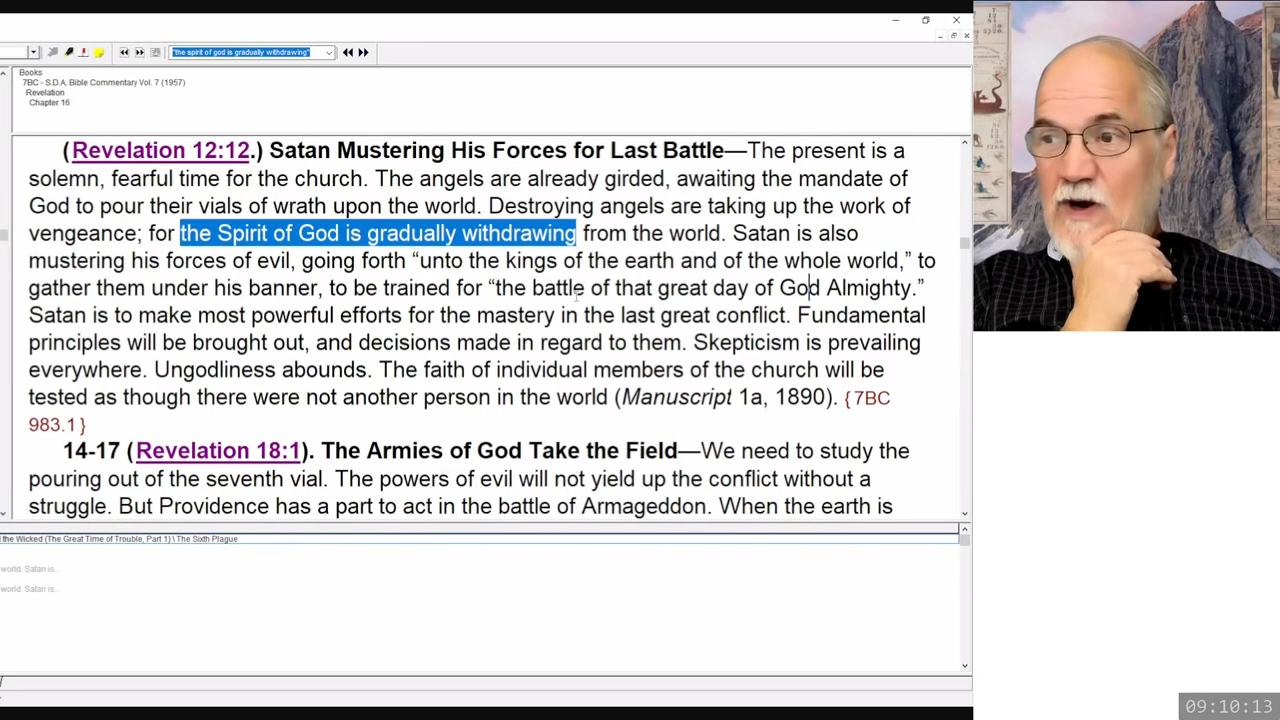 "the spirit of god is gradually withdrawing"
Books
7BC - S.D.A. Bible Commentary Vol. 7 (1957)
Revelation
Chapter 16
(Revelation 12:12.) Satan Mustering His Forces for Last Battle—The present is a
solemn, fearful time for the church. The angels are already girded, awaiting the mandate of
God to pour their vials of wrath upon the world. Destroying angels are taking up the work of
vengeance; for the Spirit of God is gradually withdrawing from the world. Satan is also
mustering his forces of evil, going forth “unto the kings of the earth and of the whole world,” to
gather them under his banner, to be trained for “the battle of that great day of God Almighty.”
Satan is to make most powerful efforts for the mastery in the last great conflict. Fundamental
principles will be brought out, and decisions made in regard to them. Skepticism is prevailing
everywhere. Ungodliness abounds. The faith of individual members of the church will be
tested as though there were not another person in the world (Manuscript 1a, 1890). {7BC
983.1}
14-17 (Revelation 18:1). The Armies of God Take the Field—We need to study the
pouring out of the seventh vial. The powers of evil will not yield up the conflict without a
struggle. But Providence has a part to act in the battle of Armageddon. When the earth is
the Wicked (The Great Time of Trouble, Part 1) \ The Sixth Plague
world. Satan is...
world. Satan is...
09:10:13